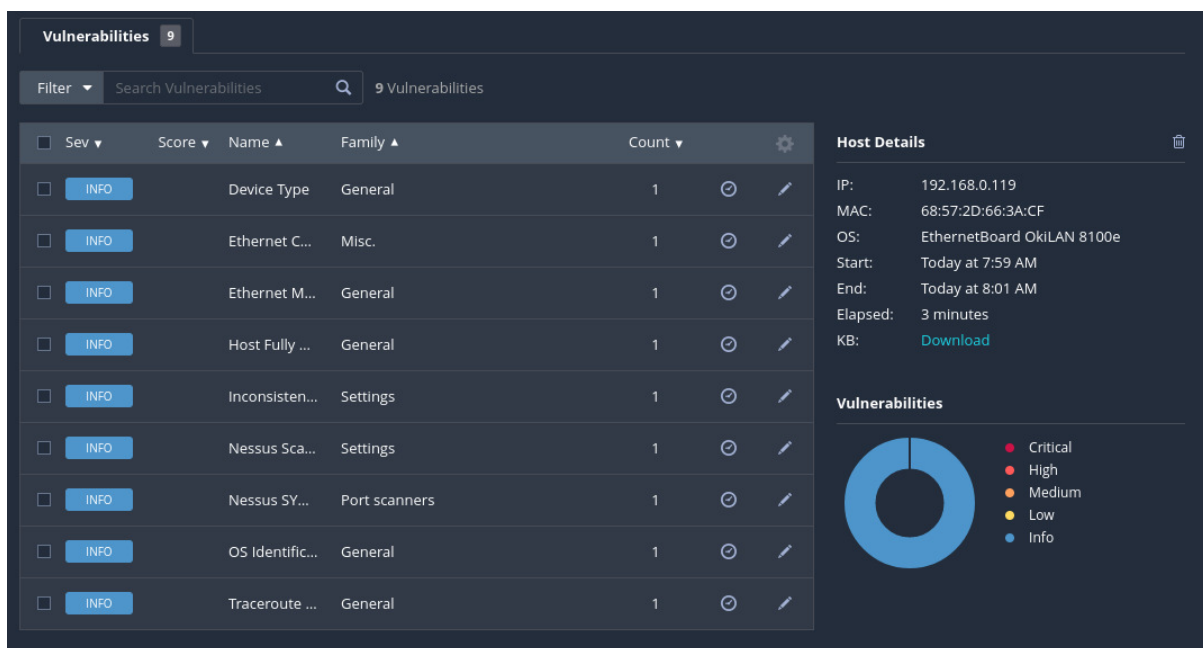 Vulnerabilities 9
Filter Search Vulnerabilities 9 Vulnerabilities
Sev Score Name Family Count
INFO Device Type General 1
INFO Ethernet C... Misc. 1
INFO Ethernet M... General 1
INFO Host Fully ... General 1
INFO Inconsisten... Settings 1
INFO Nessus Sca... Settings 1
INFO Nessus SY... Port scanners 1
INFO OS Identific... General 1
INFO Traceroute ... General 1
Host Details
IP: 192.168.0.119
MAC: 68:57:2D:66:3A:CF
OS: EthernetBoard OkiLAN 8100e
Start: Today at 7:59 AM
End: Today at 8:01 AM
Elapsed: 3 minutes
KB: Download
Vulnerabilities
Critical
High
Medium
Low
Info